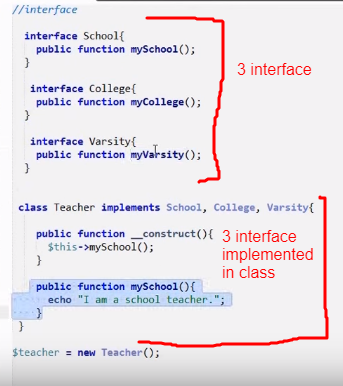 //interface
interface School{
public function mySchool();
}
3 interface
interface College{
public function myCollege();
}
interface Varsity{
public function myVarsity();
}
class Teacher implements School, College, Varsity{
public function __construct(){
$this->mySchool();
}
3 interface
implemented
in class
public function mySchool(){
echo "I am a school teacher.";
}
}
$teacher = new Teacher();